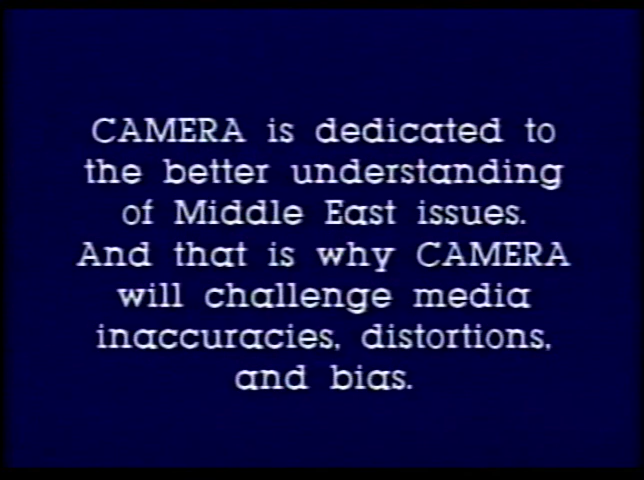 CAMERA is dedicated to
the better understanding
of Middle East issues.
And that is why CAMERA
will challenge media
inaccuracies, distortions,
and bias.